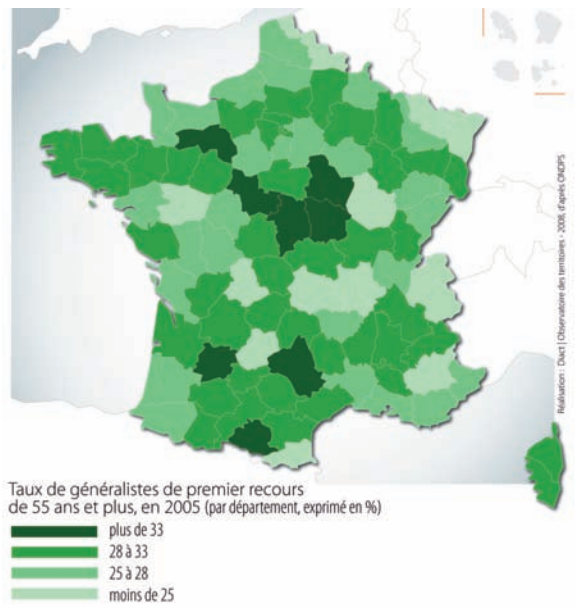 Réalisation : Diact | Observatoire des territoires - 2008, d'après ONDPS
Taux de généralistes de premier recours
de 55 ans et plus, en 2005 (par département, exprimé en %)
plus de 33
28 à 33
25 à 28
moins de 25